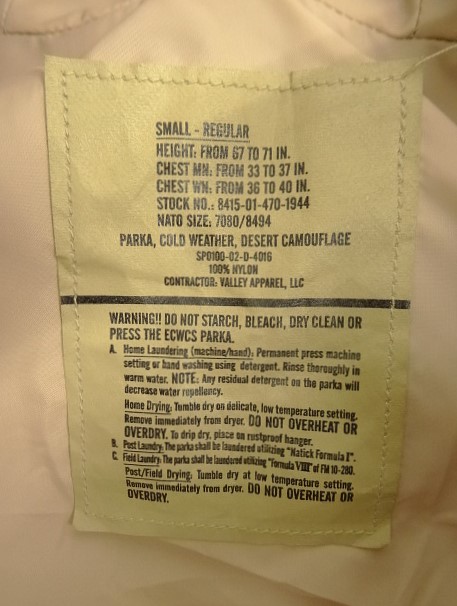 SMALL - REGULAR
HEIGHT: FROM 67 TO 71 IN.
CHEST MN: FROM 33 TO 37 IN.
CHEST WN: FROM 36 TO 40 IN.
STOCK NO.: 8415-01-470-1944
NATO SIZE: 7080/8494
PARKA, COLD WEATHER, DESERT CAMOUFLAGE
SPO100-02-D-4016
100% NYLON
CONTRACTOR: VALLEY APPAREL, LLC
WARNING!! DO NOT STARCH, BLEACH, DRY CLEAN OR
PRESS THE ECWCS PARKA.
A. Home Laundering (machine/hand): Permanent press machine
setting or hand washing using detergent. Rinse thoroughly in
warm water. NOTE: Any residual detergent on the parka will
decrease water repellency.
Home Drying: Tumble dry on delicate, low temperature setting.
Remove immediately from dryer. DO NOT OVERHEAT OR
OVERDRY. To drip dry, place on rustproof hanger.
B. Post Laundry: The parka shall be laundered utilizing "Natick Formula I".
C. Field Laundry: The parka shall be laundered utilizing "Formula VIII" of FM 10-280.
Post/Field Drying: Tumble dry at low temperature setting.
Remove immediately from dryer. DO NOT OVERHEAT OR
OVERDRY.